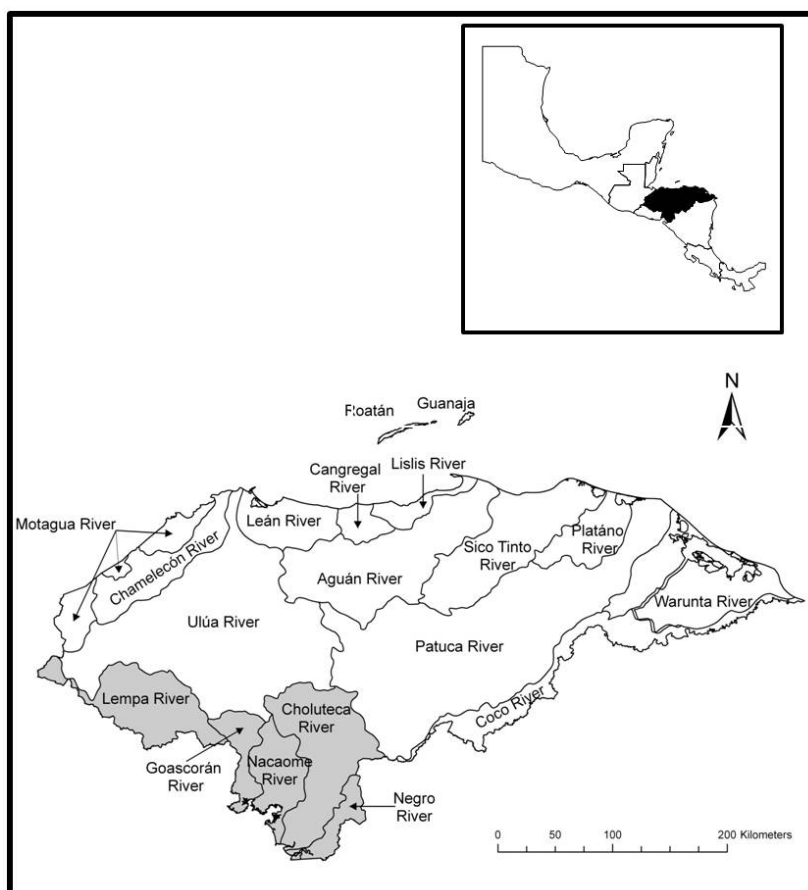 N
Roatán
Guanaja
Lislis River
Cangregal
River
Motagua River
Leán River
Chamelecón River
Sico Tinto
River
Platáno
River
Aguán River
Warunta River
Ulúa River
Patuca River
Lempa River
Choluteca
River
Coco River
Goascorán
River
Nacaome
River
Negro
River
0 50 100 200 Kilometers